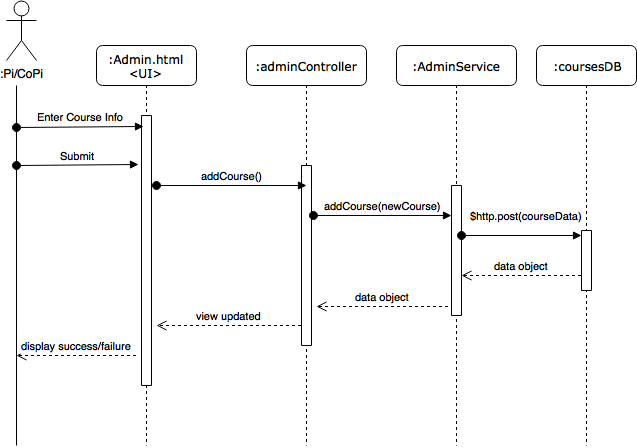 :Pi/CoPi
:Admin.html
<UI>
:adminController
:AdminService
:coursesDB
Enter Course Info
Submit
addCourse()
addCourse(newCourse)
$http.post(courseData)
data object
data object
view updated
display success/failure